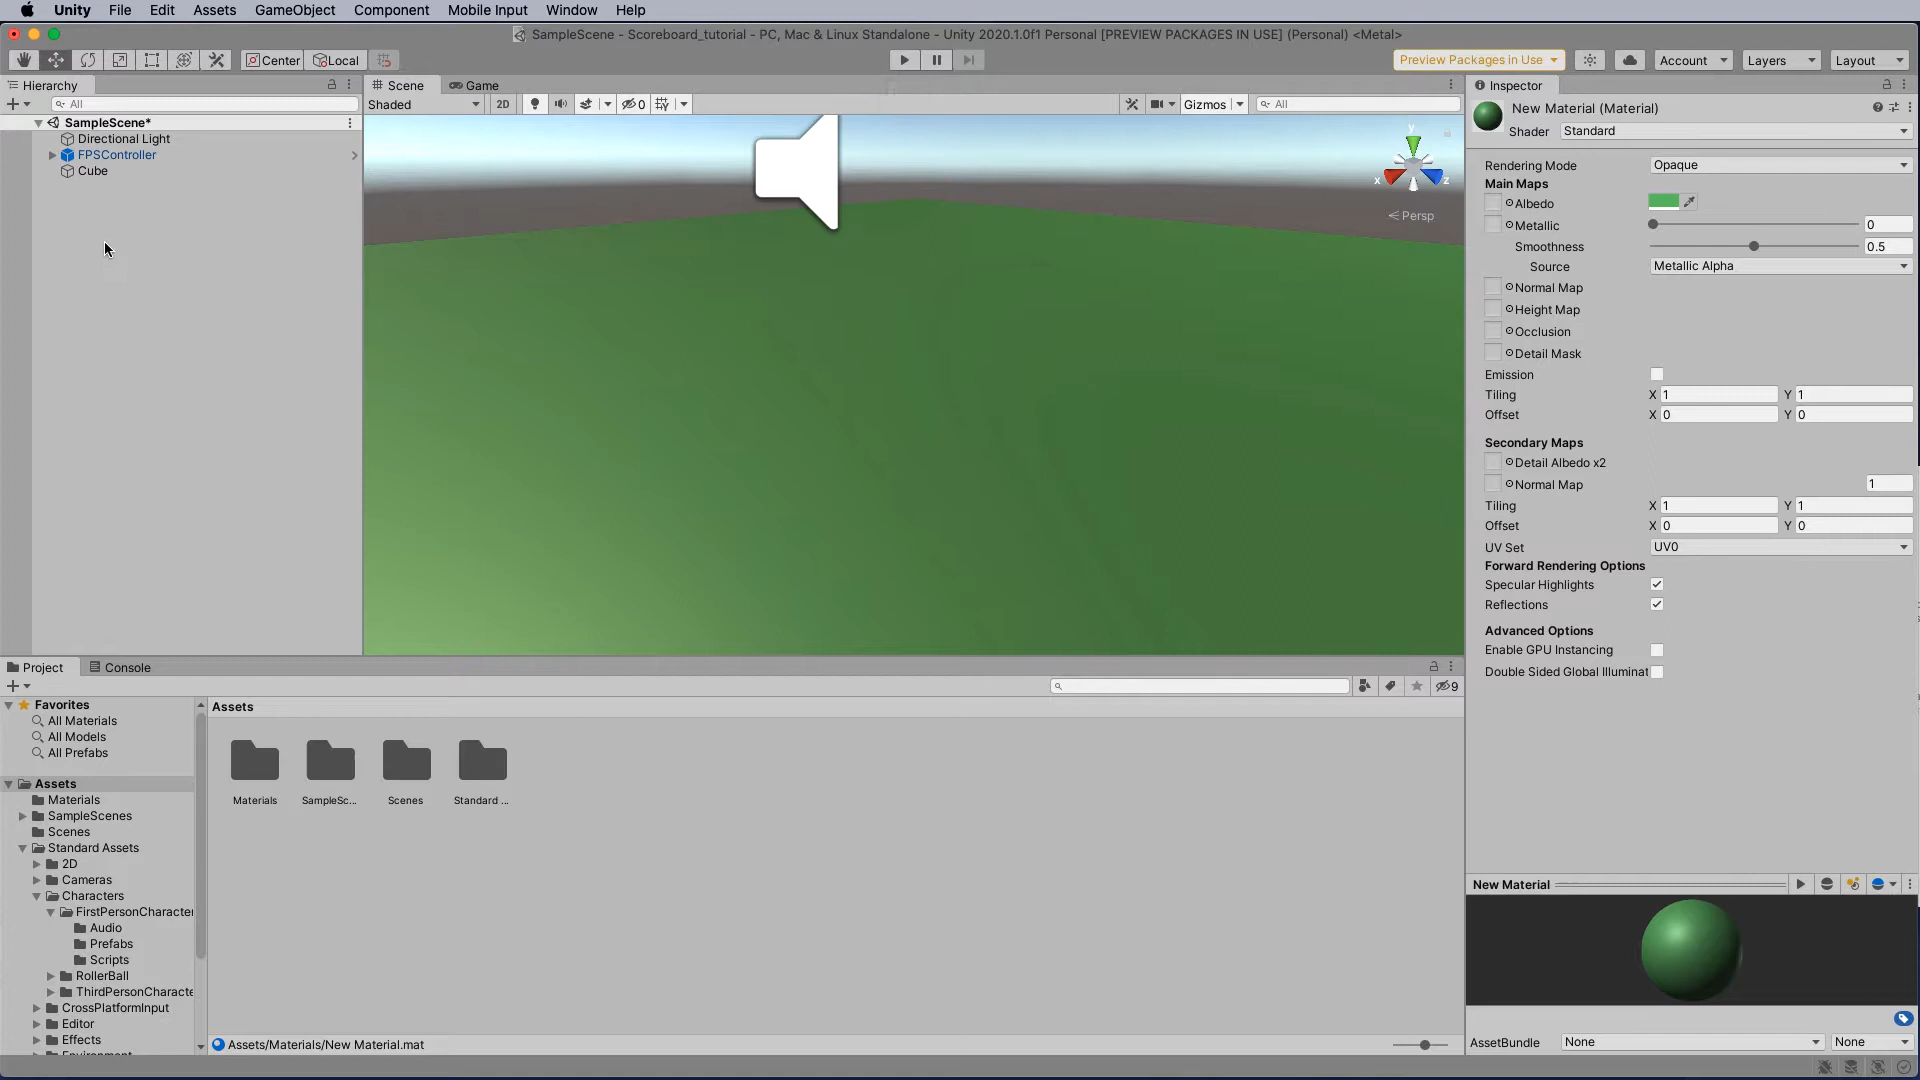 Unity File Edit Assets GameObject Component Mobile Input Window Help
SampleScene - Scoreboard_tutorial - PC, Mac & Linux Standalone - Unity 2020.1.0f1 Personal [PREVIEW PACKAGES IN USE] (Personal) <Metal>
Center Local Preview Packages in Use Account Layers Layout
Hierarchy
All
SampleScene*
Directional Light
FPSController
Cube
Scene Game
Shaded 2D 0 Gizmos All
y
x z
Persp
Inspector
New Material (Material)
Shader Standard
Rendering Mode Opaque
Main Maps
Albedo
Metallic 0
Smoothness 0.5
Source Metallic Alpha
Normal Map
Height Map
Occlusion
Detail Mask
Emission
Tiling X 1 Y 1
Offset X 0 Y 0
Secondary Maps
Detail Albedo x2
Normal Map 1
Tiling X 1 Y 1
Offset X 0 Y 0
UV Set UV0
Forward Rendering Options
Specular Highlights
Reflections
Advanced Options
Enable GPU Instancing
Double Sided Global Illuminat
New Material
AssetBundle None None
Project Console
9
Favorites
All Materials
All Models
All Prefabs
Assets
Materials
SampleScenes
Scenes
Standard Assets
2D
Cameras
Characters
FirstPersonCharacter
Audio
Prefabs
Scripts
RollerBall
ThirdPersonCharacte
CrossPlatformInput
Editor
Effects
Environment
Assets
Materials SampleSc... Scenes Standard ...
Assets/Materials/New Material.mat